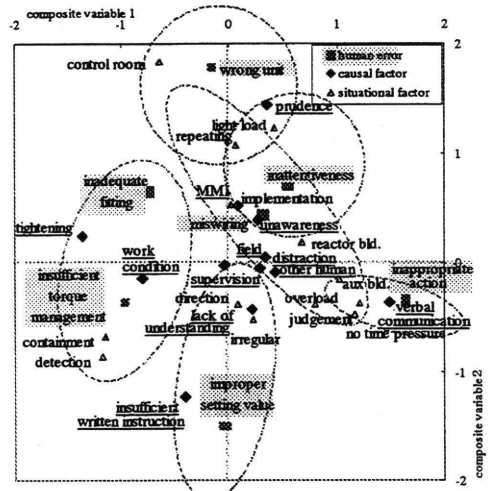 composite variable 1
-2 -1 0 1 2
2
control room
wrong unit
human error
causal factor
situational factor
prudence
light load
repeating
1
inattentiveness
inadequate
fitting
MMI
implementation
miswiring
unawareness
tightening
field
reactor bld.
distraction
0
work
condition
supervision
other human
inappropriate
action
aux bld.
insufficient
torque
management
direction
overload
lack of
understanding
judgement
verbal
communication
irregular
no time pressure
containment
detection
-1
improper
setting value
insufficient
written instruction
composite variable 2
-2